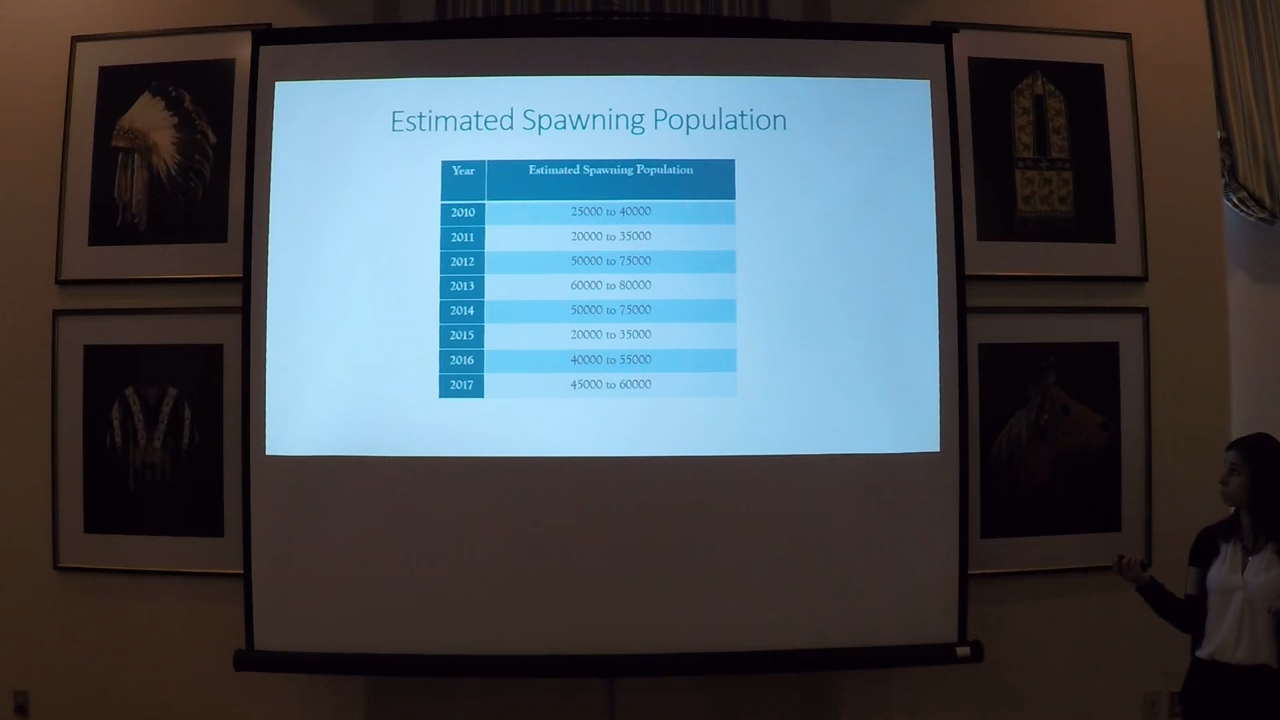 Estimated Spawning Population
Year Estimated Spawning Population
2010 25000 to 40000
2011 20000 to 35000
2012 50000 to 75000
2013 60000 to 80000
2014 50000 to 75000
2015 20000 to 35000
2016 40000 to 55000
2017 45000 to 60000